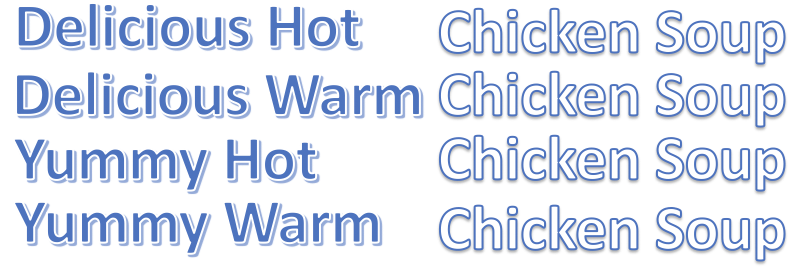 Delicious Hot Chicken Soup
Delicious Warm Chicken Soup
Yummy Hot Chicken Soup
Yummy Warm Chicken Soup